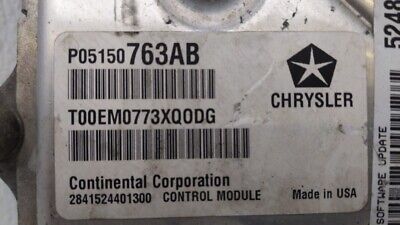 P05150763AB
CHRYSLER
T00EM0773XQODG
Continental Corporation
2841524401300 CONTROL MODULE Made in USA
5248
SOFTWARE UPDATE